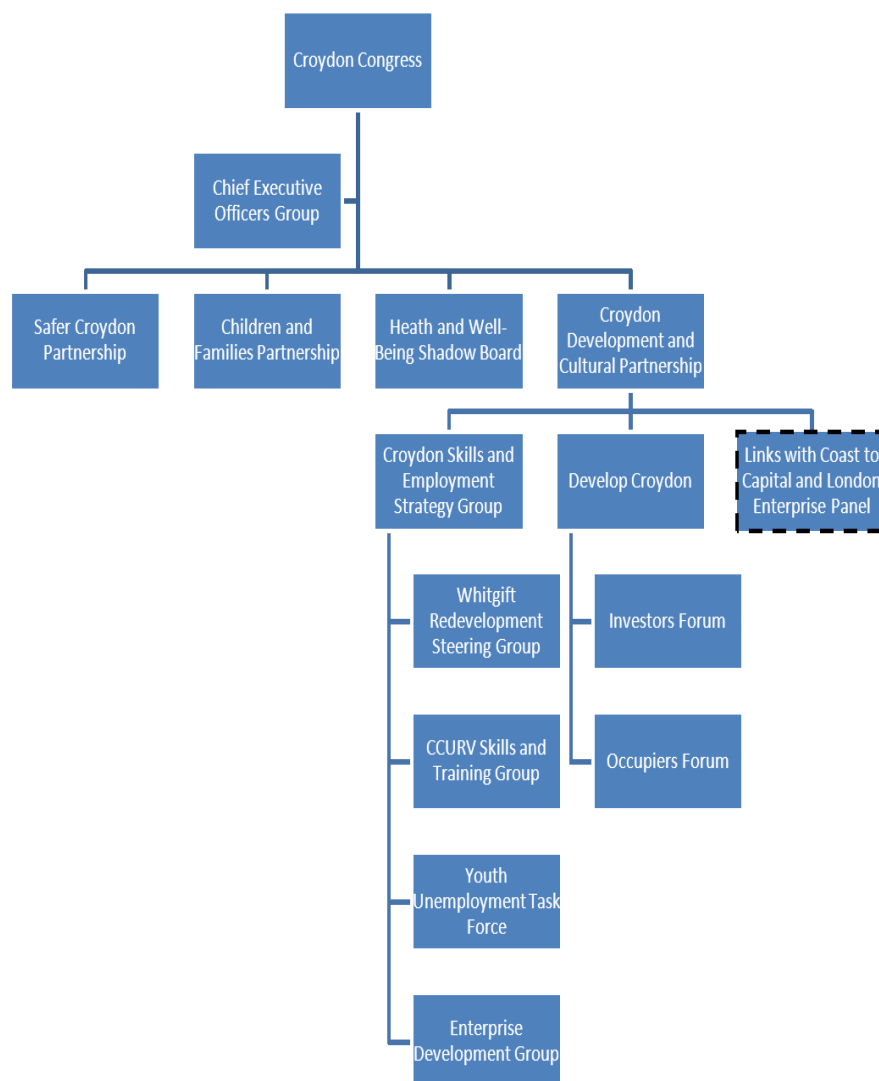 Croydon Congress
Chief Executive
Officers Group
Safer Croydon
Partnership
Children and
Families Partnership
Heath and Well-
Being Shadow Board
Croydon
Development and
Cultural Partnership
Croydon Skills and
Employment
Strategy Group
Develop Croydon
Links with Coast to
Capital and London
Enterprise Panel
Whitgift
Redevelopment
Steering Group
Investors Forum
CCURV Skills and
Training Group
Occupiers Forum
Youth
Unemployment Task
Force
Enterprise
Development Group